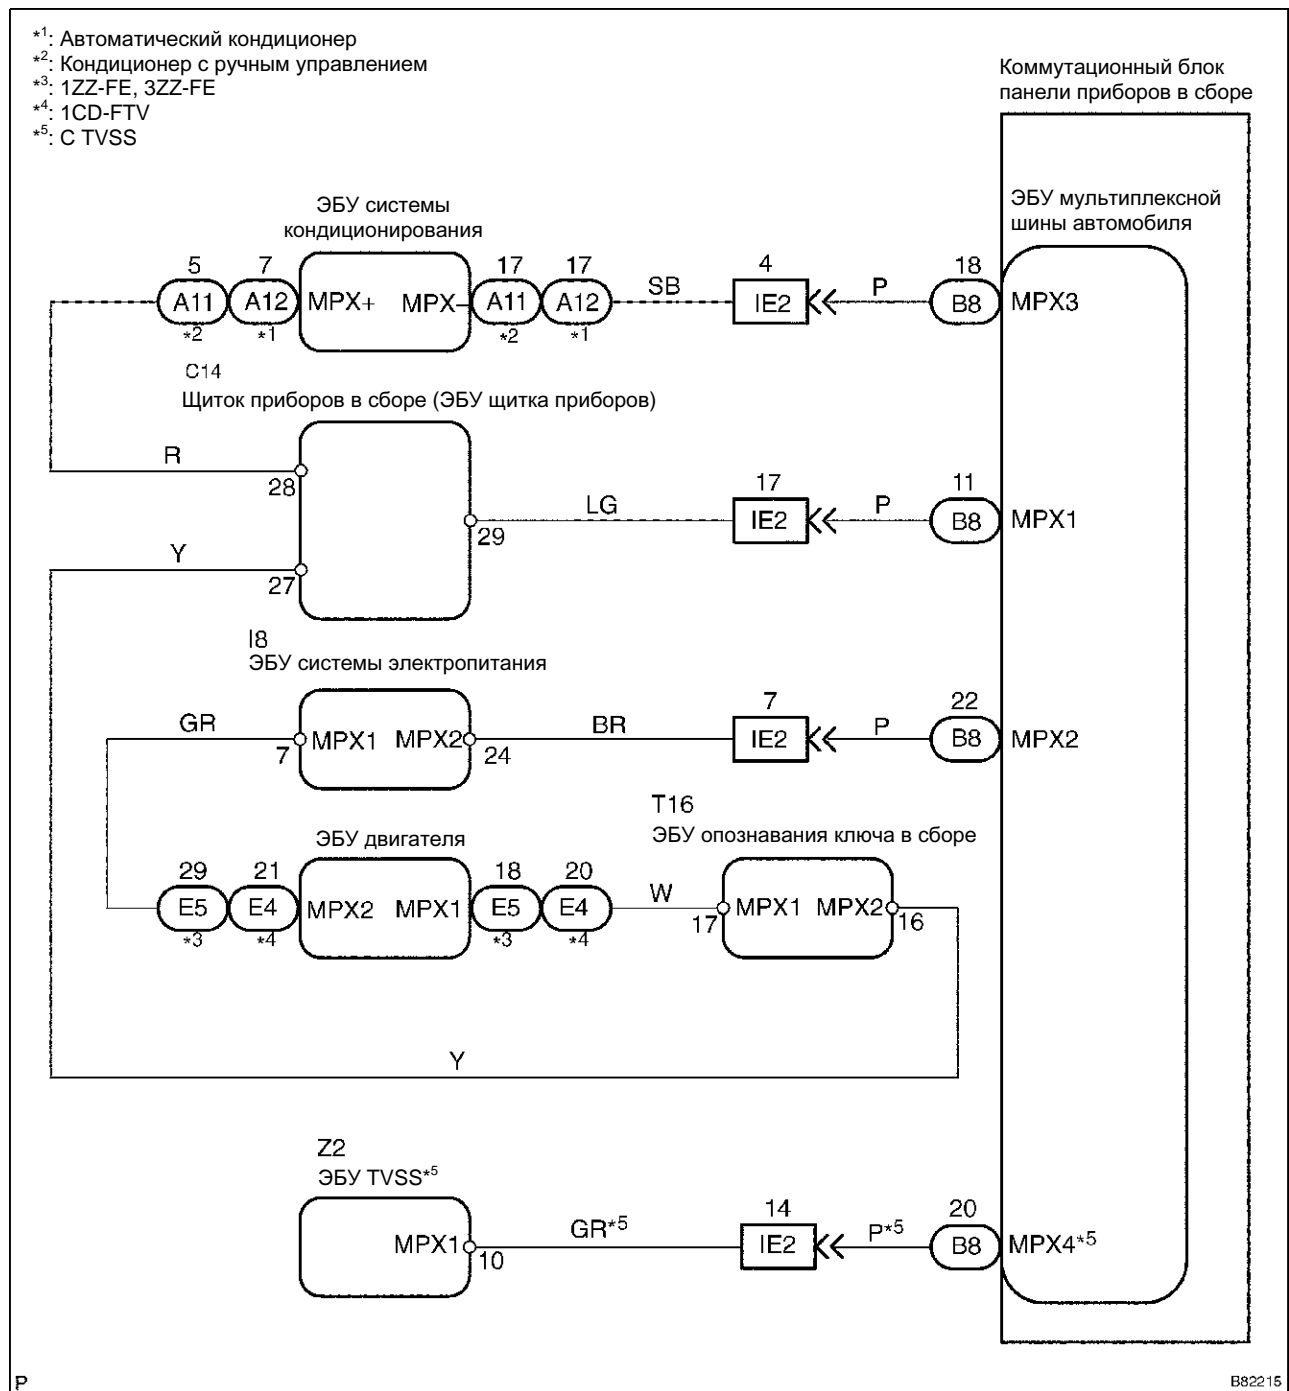 *1: Автоматический кондиционер
*2: Кондиционер с ручным управлением
*3: 1ZZ-FE, 3ZZ-FE
*4: 1CD-FTV
*5: С TVSS
Коммутационный блок
панели приборов в сборе
ЭБУ мультиплексной
шины автомобиля
ЭБУ системы
кондиционирования
5 7 17 17 4 18
A11 A12 MPX+ MPX- A11 A12 SB IE2 P B8 MPX3
*2 *1 *2 *1
C14
Щиток приборов в сборе (ЭБУ щитка приборов)
R 28
17 11
LG IE2 P B8 MPX1
29
Y 27
I8
ЭБУ системы электропитания
7 22
GR MPX1 MPX2 BR IE2 P B8 MPX2
7 24
T16
ЭБУ опознавания ключа в сборе
ЭБУ двигателя
29 21 18 20
E5 E4 MPX2 MPX1 E5 E4 W MPX1 MPX2
17 16
*3 *4 *3 *4
Y
Z2
ЭБУ TVSS*5
14 20
MPX1 GR*5 IE2 P*5 B8 MPX4*5
10
P
B82215